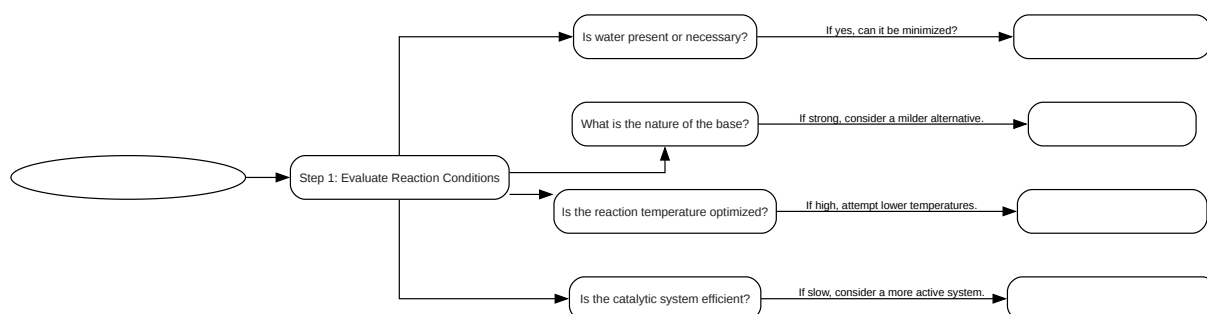 Is water present or necessary?
If yes, can it be minimized?
What is the nature of the base?
If strong, consider a milder alternative.
Step 1: Evaluate Reaction Conditions
Is the reaction temperature optimized?
If high, attempt lower temperatures.
Is the catalytic system efficient?
If slow, consider a more active system.